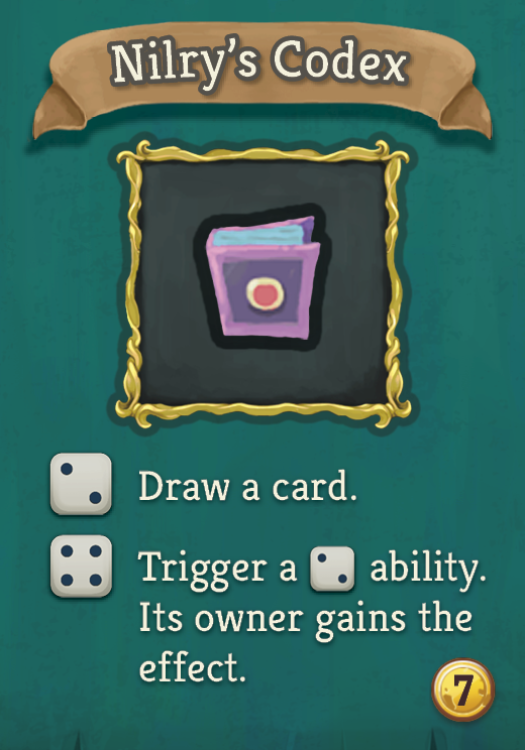 Nilry's Codex
Draw a card.
Trigger a ability.
Its owner gains the
effect.
7